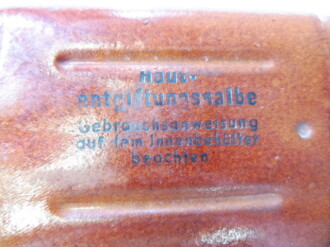 Haut-
entgiftungssalbe
Gebrauchsanweisung
auf dem Innenbehälter
beachten